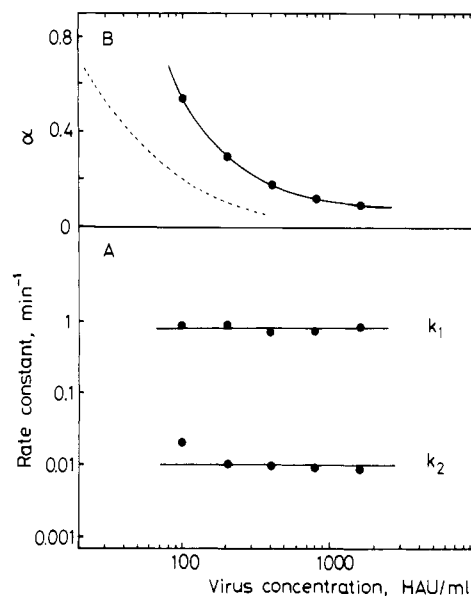 B
0.8
0.4
0
α
A
1
0.1
0.01
0.001
Rate constant, min⁻¹
k₁
k₂
100
1000
Virus concentration, HAU/ml